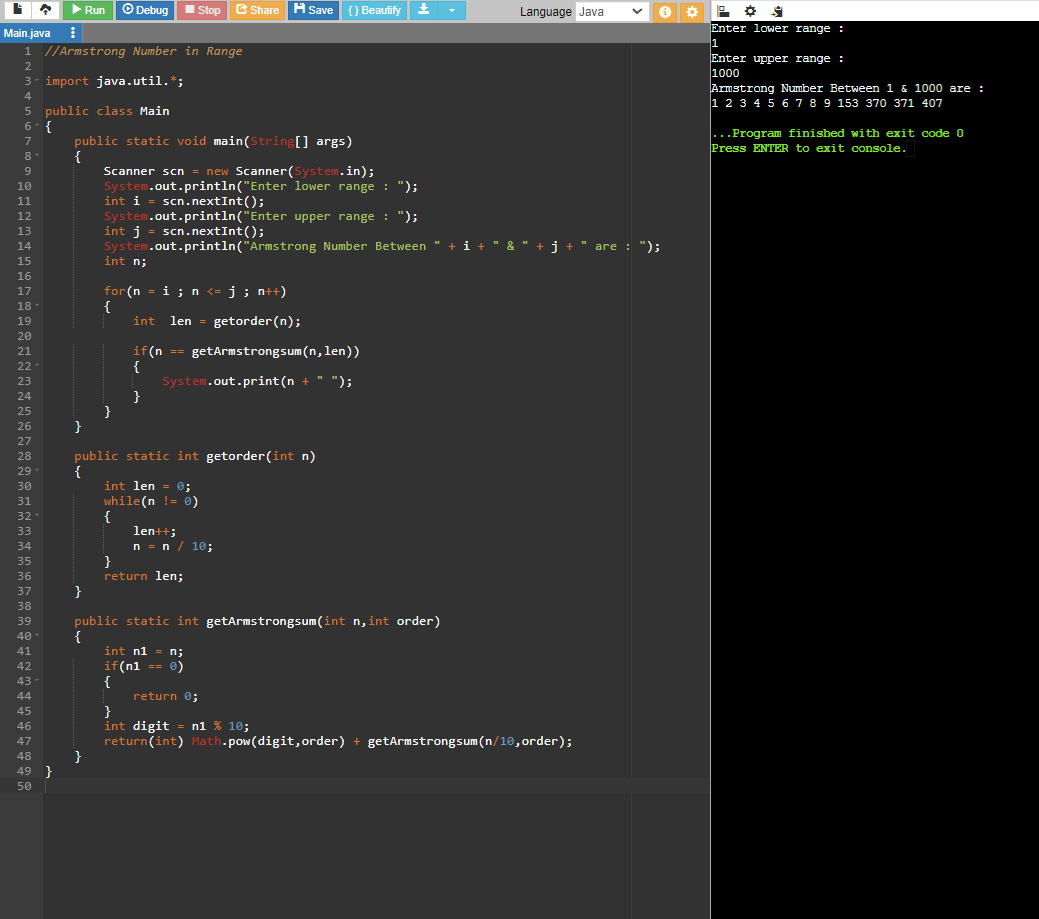 Run Debug Stop Share Save { } Beautify Language Java
Main.java
1 //Armstrong Number in Range
2
3 import java.util.*;
4
5 public class Main
6 {
7     public static void main(String[] args)
8     {
9         Scanner scn = new Scanner(System.in);
10         System.out.println("Enter lower range : ");
11         int i = scn.nextInt();
12         System.out.println("Enter upper range : ");
13         int j = scn.nextInt();
14         System.out.println("Armstrong Number Between " + i + " & " + j + " are : ");
15         int n;
16
17         for(n = i ; n <= j ; n++)
18         {
19             int  len = getorder(n);
20
21             if(n == getArmstrongsum(n,len))
22             {
23                 System.out.print(n + " ");
24             }
25         }
26     }
27
28     public static int getorder(int n)
29     {
30         int len = 0;
31         while(n != 0)
32         {
33             len++;
34             n = n / 10;
35         }
36         return len;
37     }
38
39     public static int getArmstrongsum(int n,int order)
40     {
41         int n1 = n;
42         if(n1 == 0)
43         {
44             return 0;
45         }
46         int digit = n1 % 10;
47         return(int) Math.pow(digit,order) + getArmstrongsum(n/10,order);
48     }
49 }
50
Enter lower range :
1
Enter upper range :
1000
Armstrong Number Between 1 & 1000 are :
1 2 3 4 5 6 7 8 9 153 370 371 407
...Program finished with exit code 0
Press ENTER to exit console.